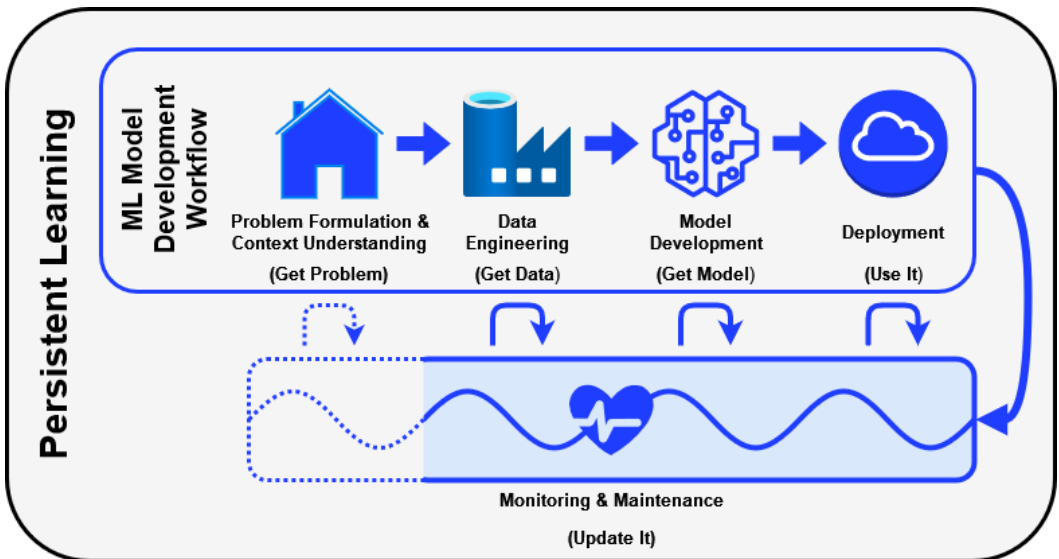 Persistent Learning
ML Model
Development
Workflow
Problem Formulation &
Context Understanding
(Get Problem)
Data
Engineering
(Get Data)
Model
Development
(Get Model)
Deployment
(Use It)
Monitoring & Maintenance
(Update It)